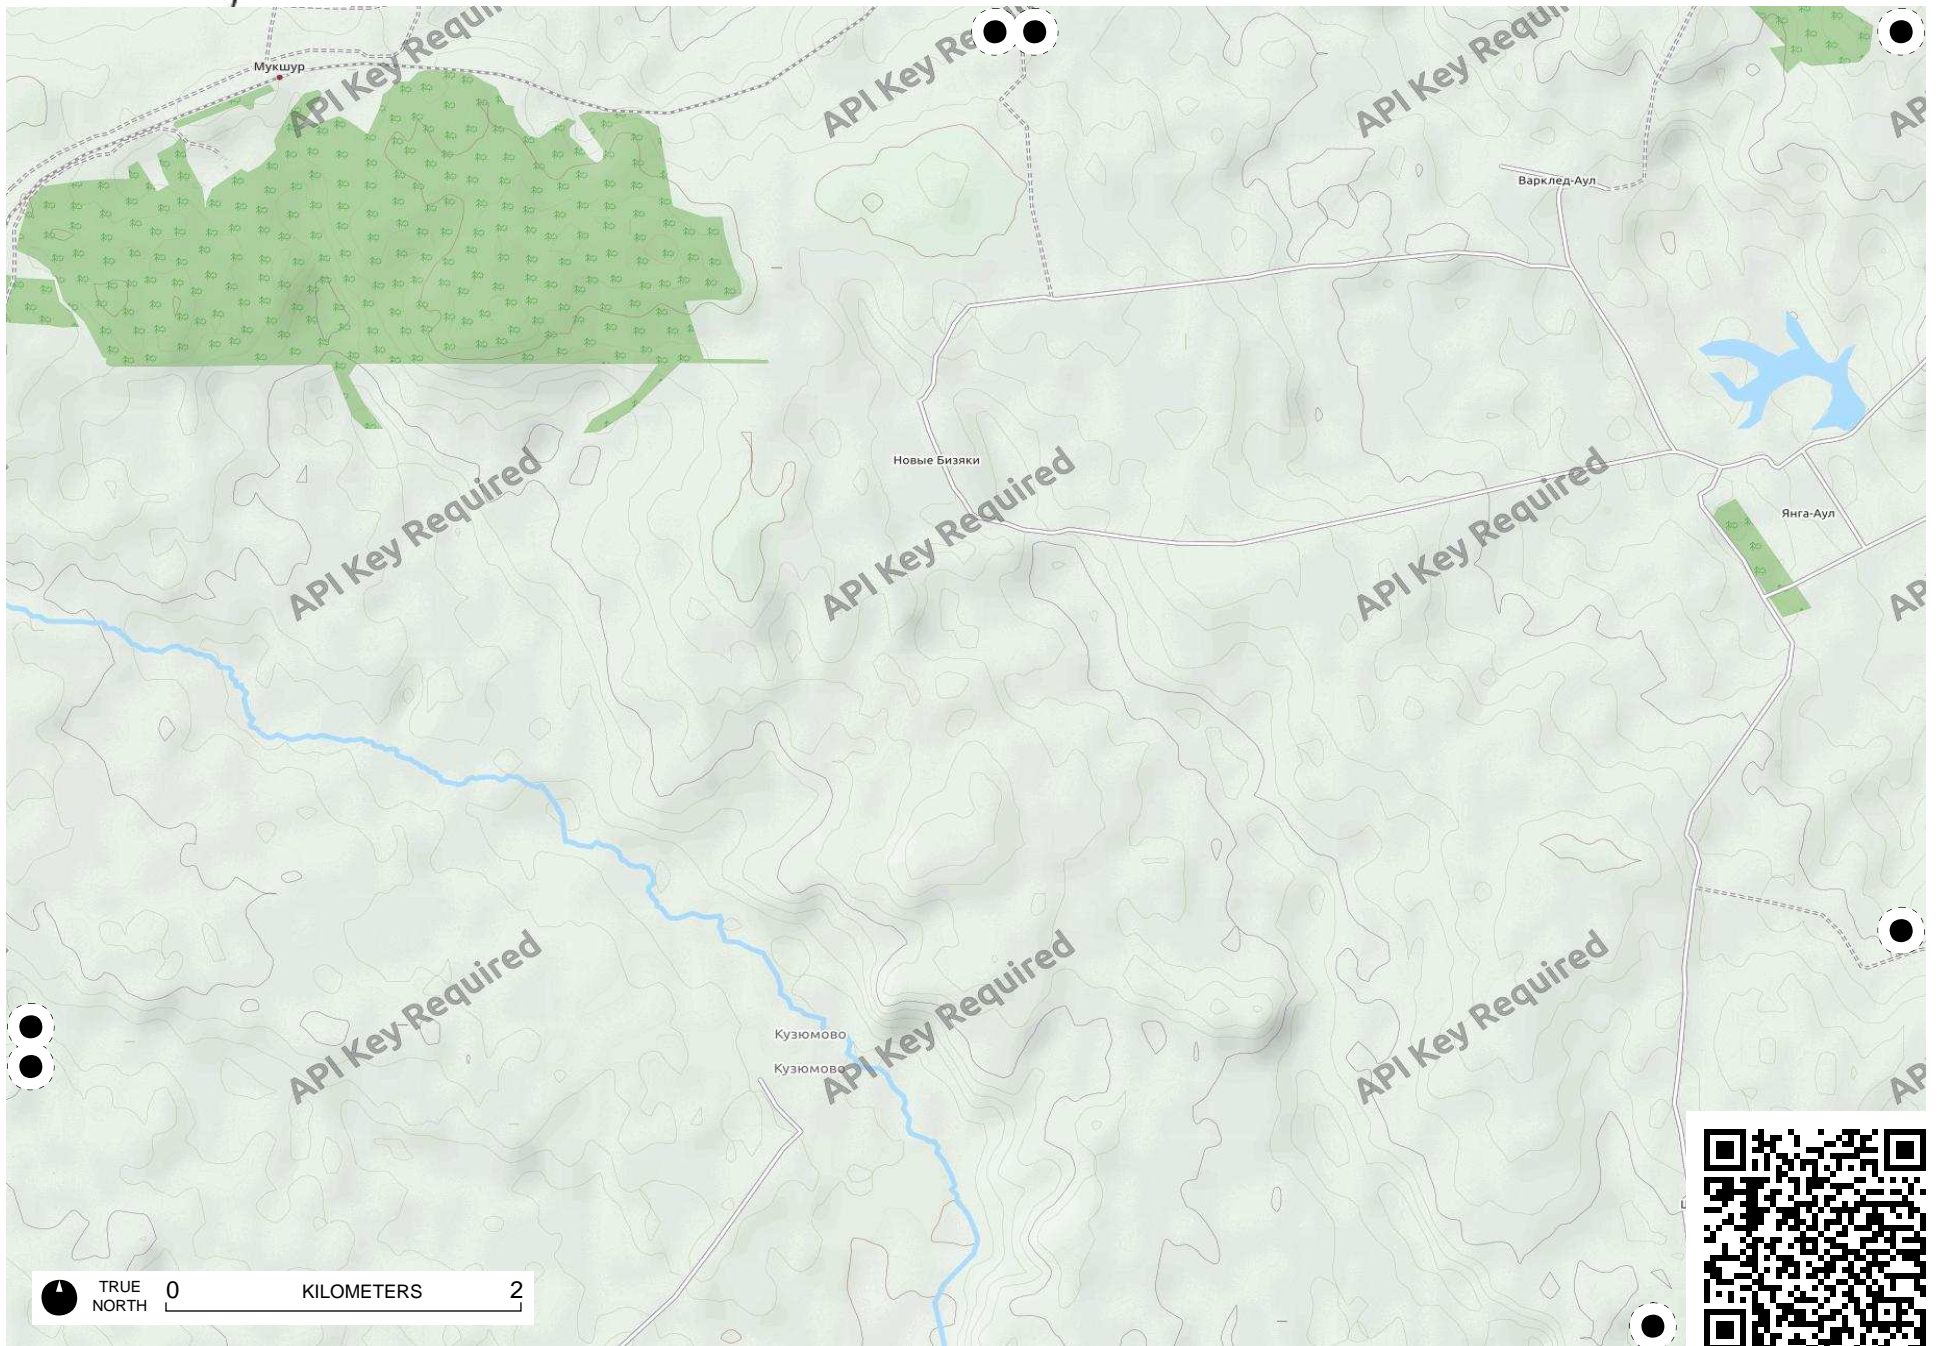 API Key Required
API Key Required
API Key Required
Мукшур
Варклед-Аул
Новые Бизяки
API Key Required
API Key Required
API Key Required
Янга-Аул
API Key Required
API Key Required
API Key Required
Кузюмово
Кузюмово
TRUE NORTH
0 KILOMETERS 2